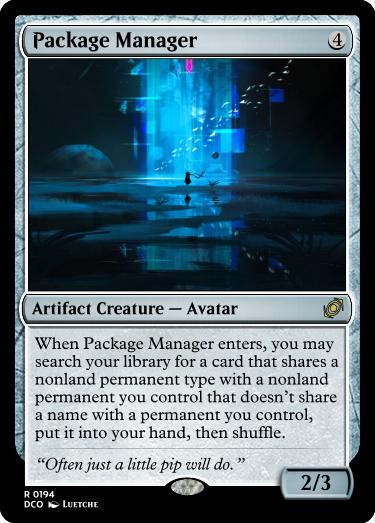 Package Manager 4
Artifact Creature — Avatar
When Package Manager enters, you may
search your library for a card that shares a
nonland permanent type with a nonland
permanent you control that doesn't share
a name with a permanent you control,
put it into your hand, then shuffle.
"Often just a little pip will do."
2/3
R 0194
DCO LUETCHE